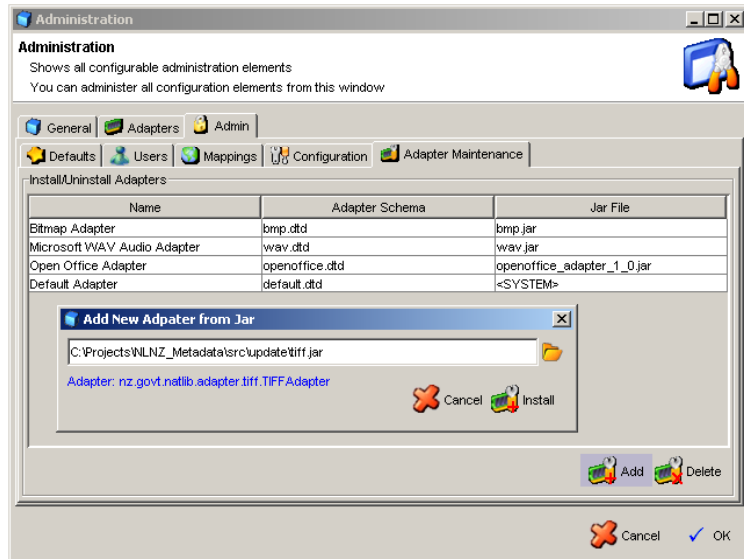 Administration
Administration
Shows all configurable administration elements
You can administer all configuration elements from this window
General Adapters Admin
Defaults Users Mappings Configuration Adapter Maintenance
Install/Uninstall Adapters
Name Adapter Schema Jar File
Bitmap Adapter bmp.dtd bmp.jar
Microsoft WAV Audio Adapter wav.dtd wav.jar
Open Office Adapter openoffice.dtd openoffice_adapter_1_0.jar
Default Adapter default.dtd <SYSTEM>
Add New Adpater from Jar
C:\Projects\NLNZ_Metadata\src\update\tiff.jar
Adapter: nz.govt.natlib.adapter.tiff.TIFFAdapter
Cancel Install
Add Delete
Cancel OK